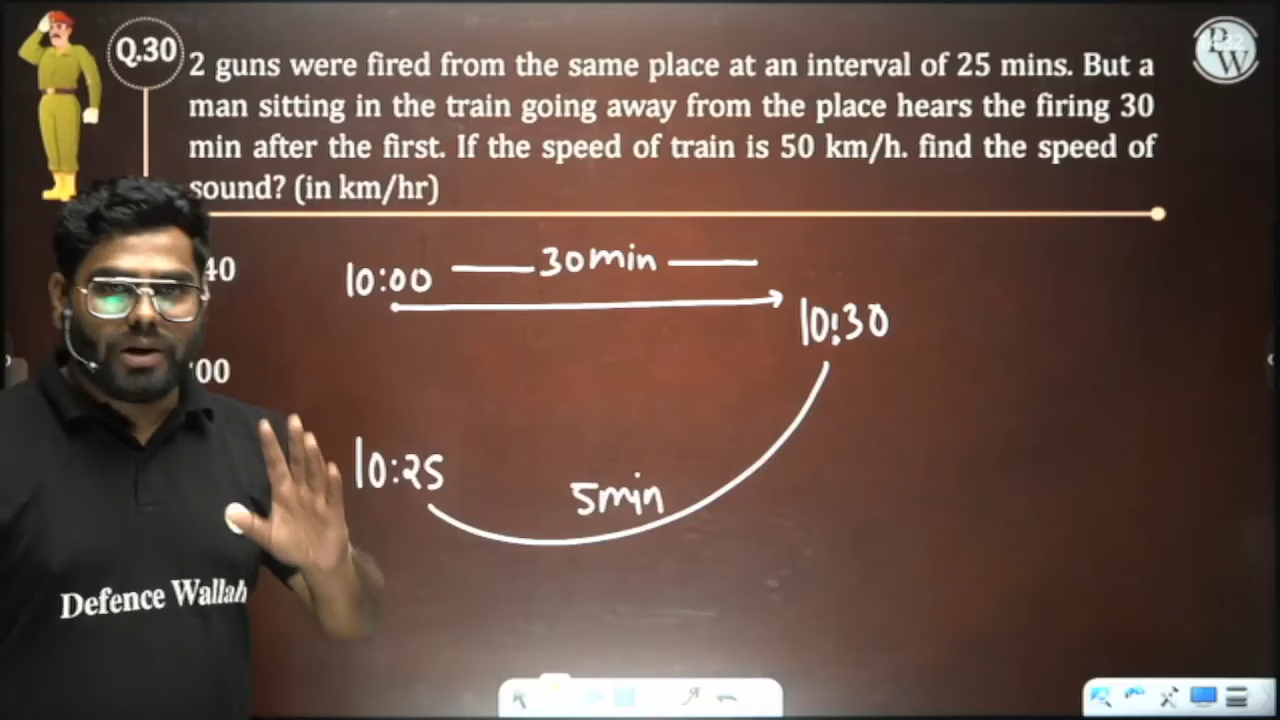 Q.30
2 guns were fired from the same place at an interval of 25 mins. But a
man sitting in the train going away from the place hears the firing 30
min after the first. If the speed of train is 50 km/h. find the speed of
sound? (in km/hr)
PW
40
10:00 30min
10:30
00
10:25
5min
Defence Wallah